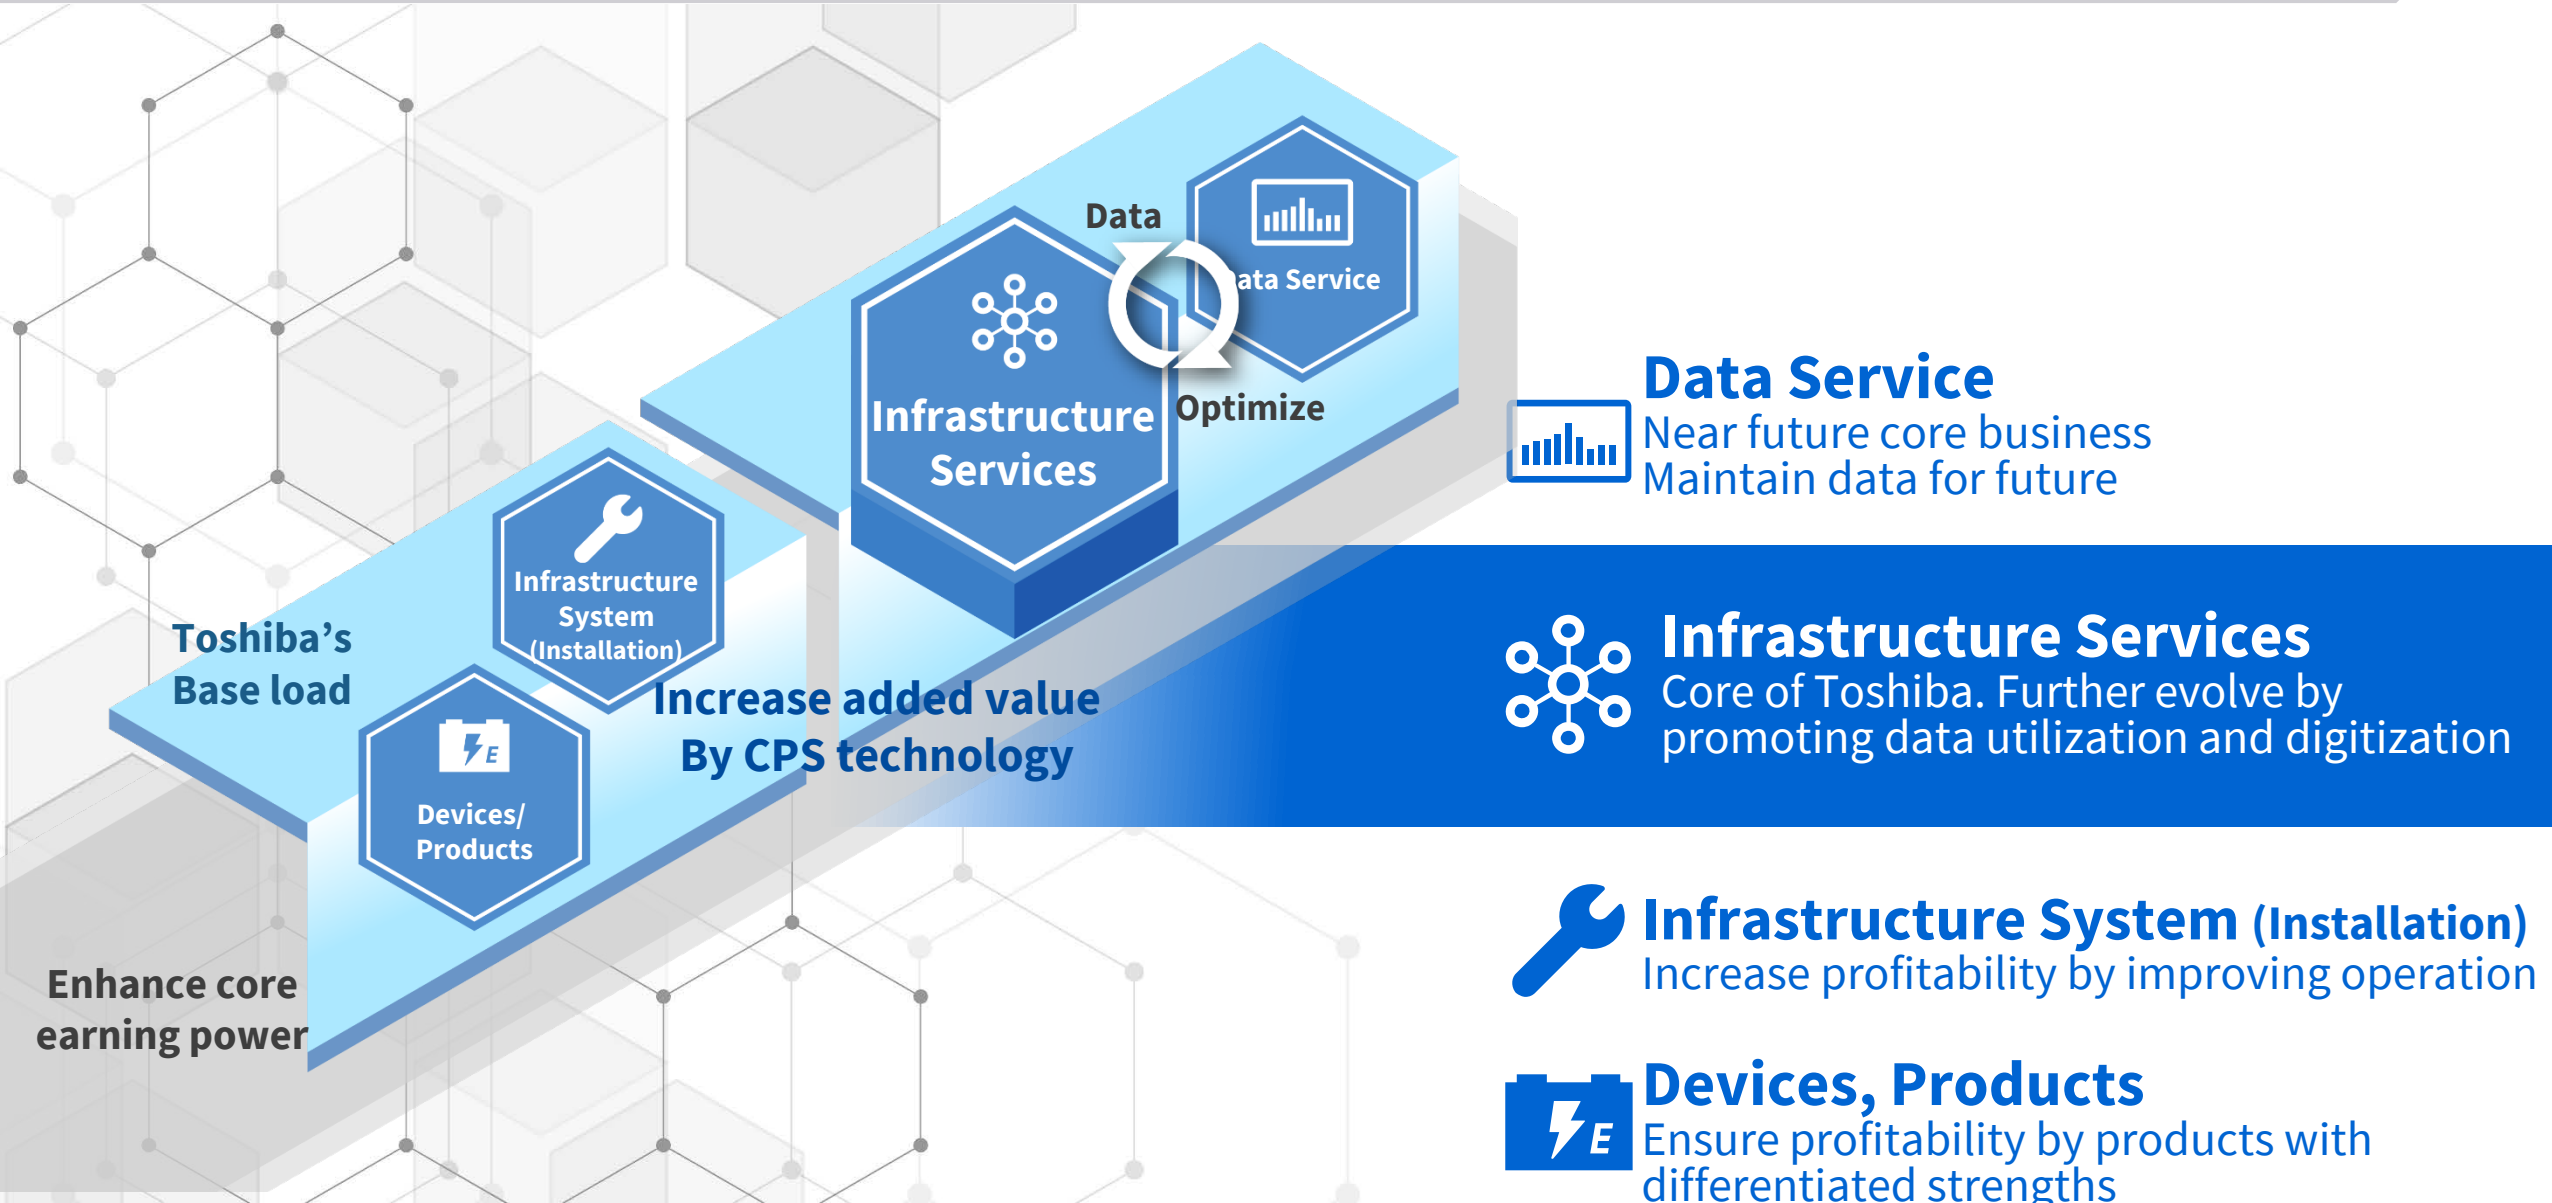 Data
Data Service
Infrastructure
Services
Optimize
Infrastructure
System
(Installation)
Toshiba’s
Base load
Increase added value
By CPS technology
Devices/
Products
Enhance core
earning power
E
Data Service
Near future core business
Maintain data for future
Infrastructure Services
Core of Toshiba. Further evolve by
promoting data utilization and digitization
Infrastructure System (Installation)
Increase profitability by improving operation
E
Devices, Products
Ensure profitability by products with
differentiated strengths